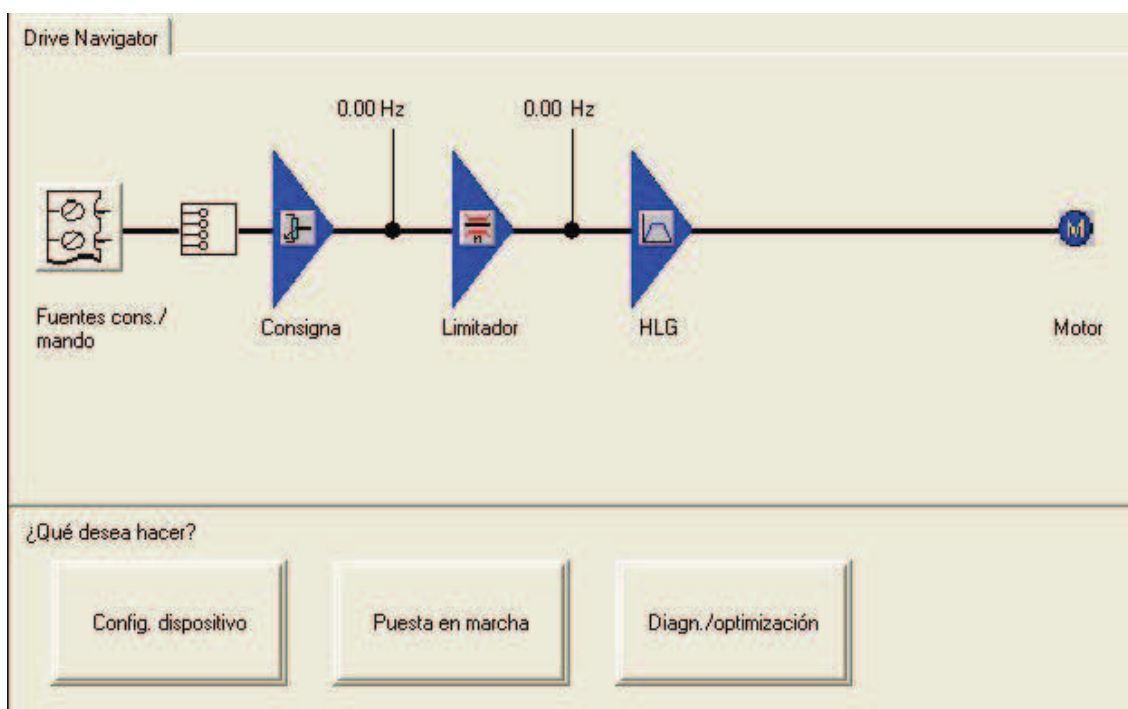 Drive Navigator
0.00 Hz
0.00 Hz
Fuentes cons./
mando
Consigna
Limitador
n
HLG
M
Motor
¿Qué desea hacer?
Config. dispositivo
Puesta en marcha
Diagn./optimización